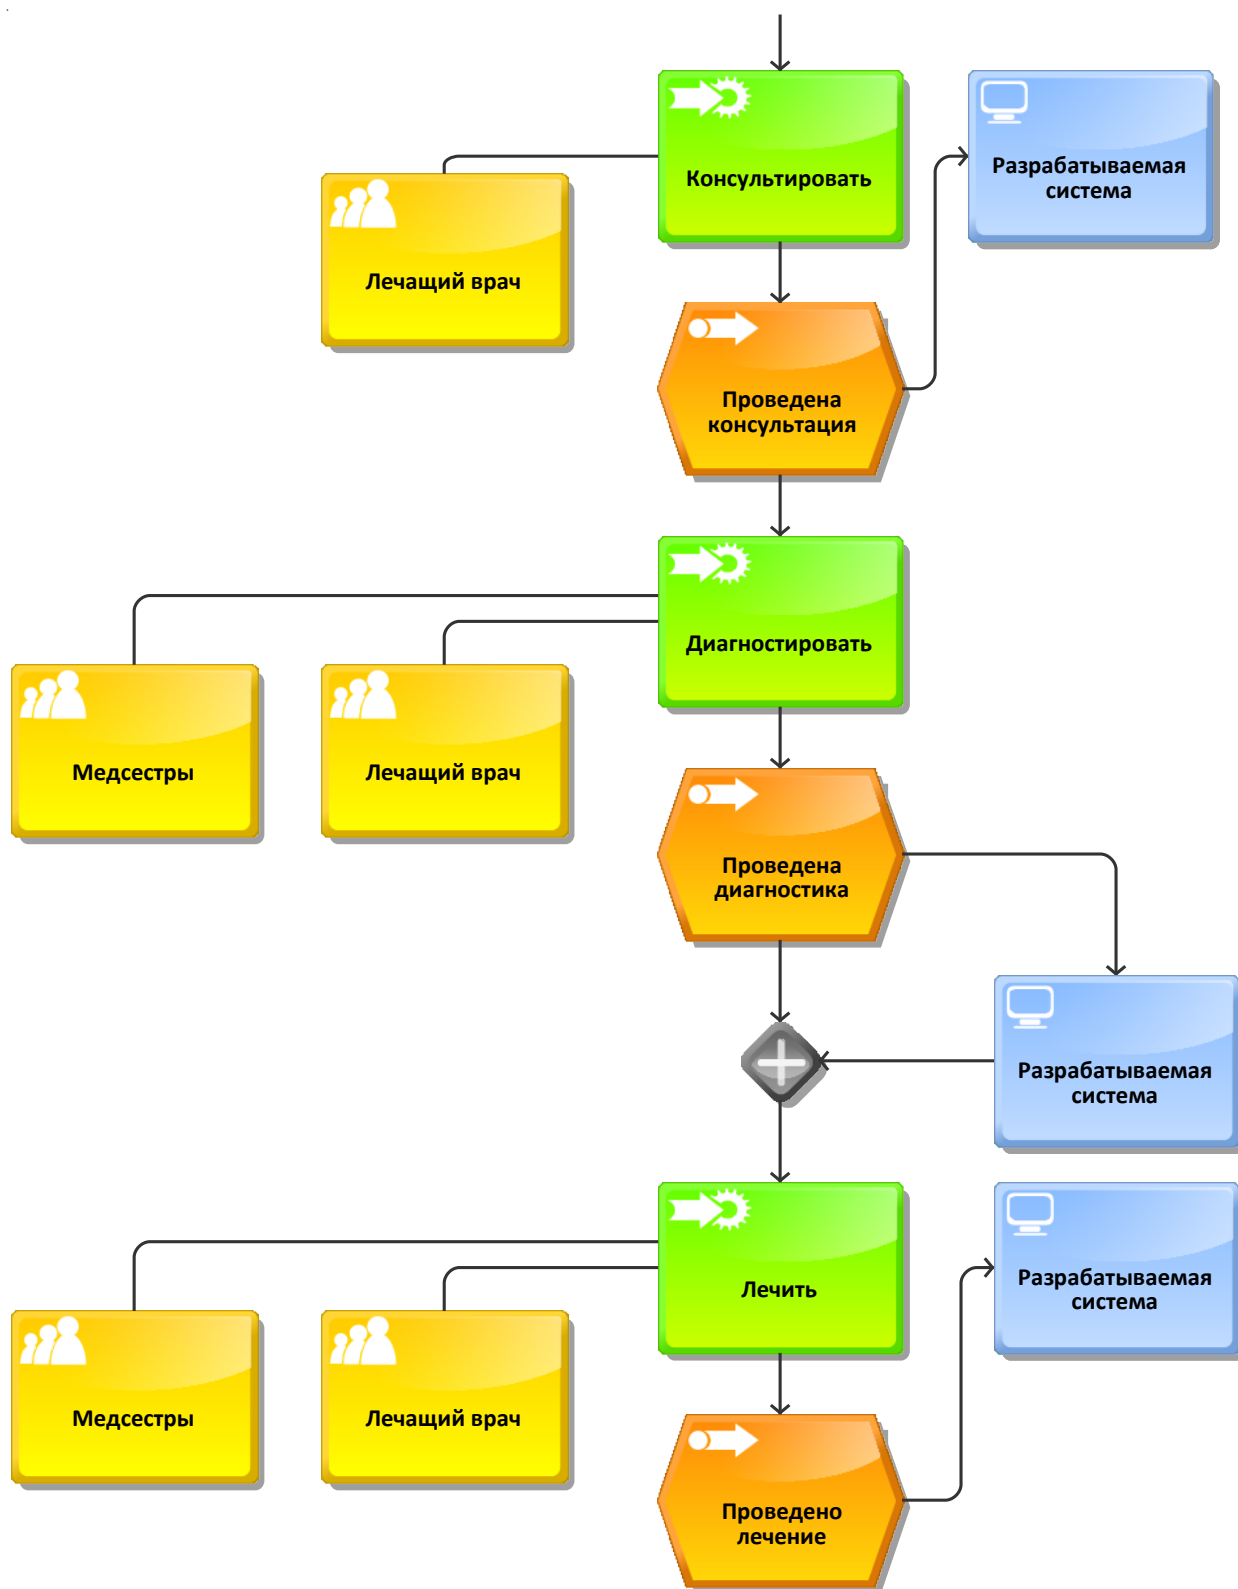 Консультировать
Разрабатываемая
система
Лечащий врач
Проведена
консультация
Диагностировать
Медсестры
Лечащий врач
Проведена
диагностика
Разрабатываемая
система
Лечить
Разрабатываемая
система
Медсестры
Лечащий врач
Проведено
лечение